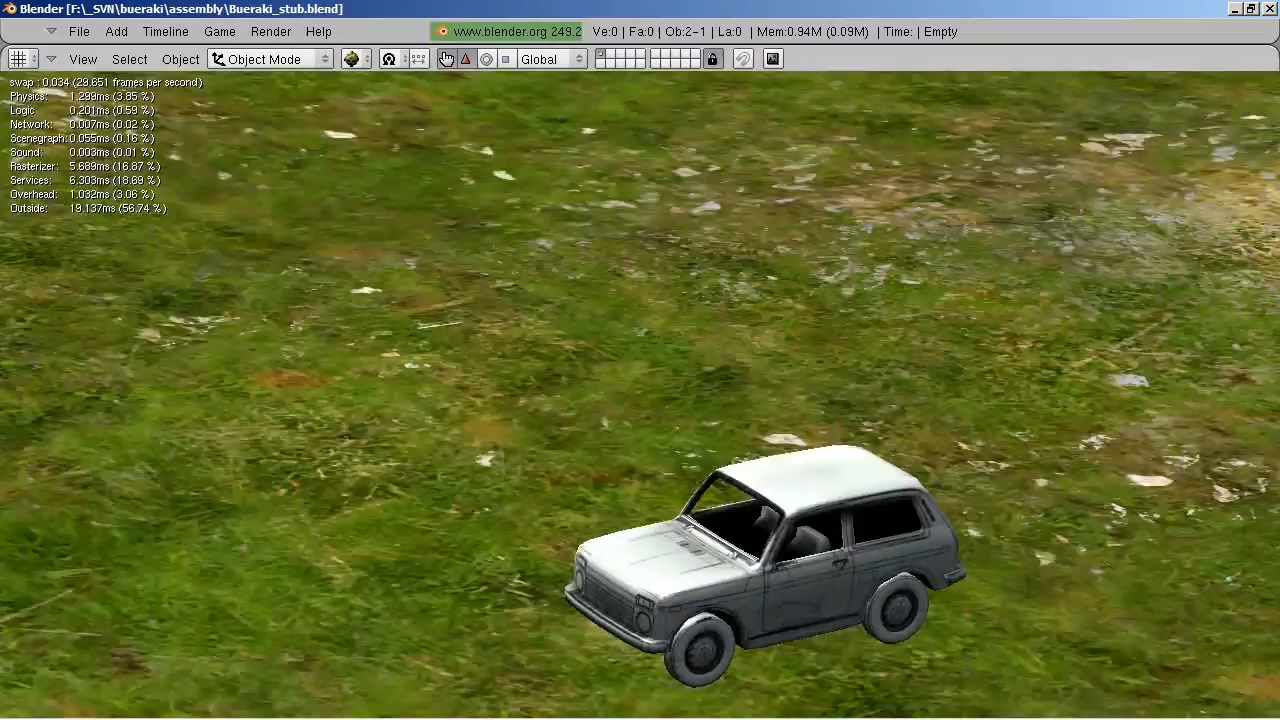 Blender [F:\_SVN\bueraki\assembly\Bueraki_stub.blend]
File Add Timeline Game Render Help www.blender.org 249.2 Ve:0 | Fa:0 | Ob:2-1 | La:0 | Mem:0.94M (0.09M) | Time: | Empty
View Select Object Object Mode Global
swap : 0.034 (29.651 frames per second)
Physics: 1.299ms (3.85 %)
Logic 0.201ms (0.59 %)
Network: 0.007ms (0.02 %)
Scenegraph: 0.055ms (0.16 %)
Sound: 0.003ms (0.01 %)
Rasterizer: 5.689ms (16.87 %)
Services: 6.303ms (18.69 %)
Overhead: 1.032ms (3.06 %)
Outside: 19.137ms (56.74 %)